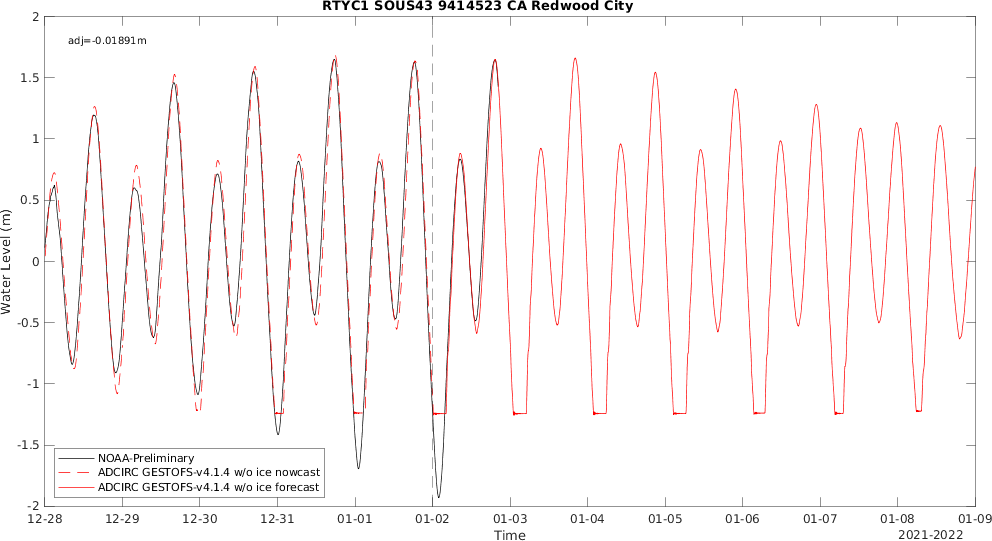 RTYC1 SOUS43 9414523 CA Redwood City
adj=-0.01891m
2
1.5
1
0.5
0
-0.5
-1
-1.5
-2
Water Level (m)
NOAA-Preliminary
ADCIRC GESTOFS-v4.1.4 w/o ice nowcast
ADCIRC GESTOFS-v4.1.4 w/o ice forecast
12-28 12-29 12-30 12-31 01-01 01-02 01-03 01-04 01-05 01-06 01-07 01-08 01-09
Time
2021-2022